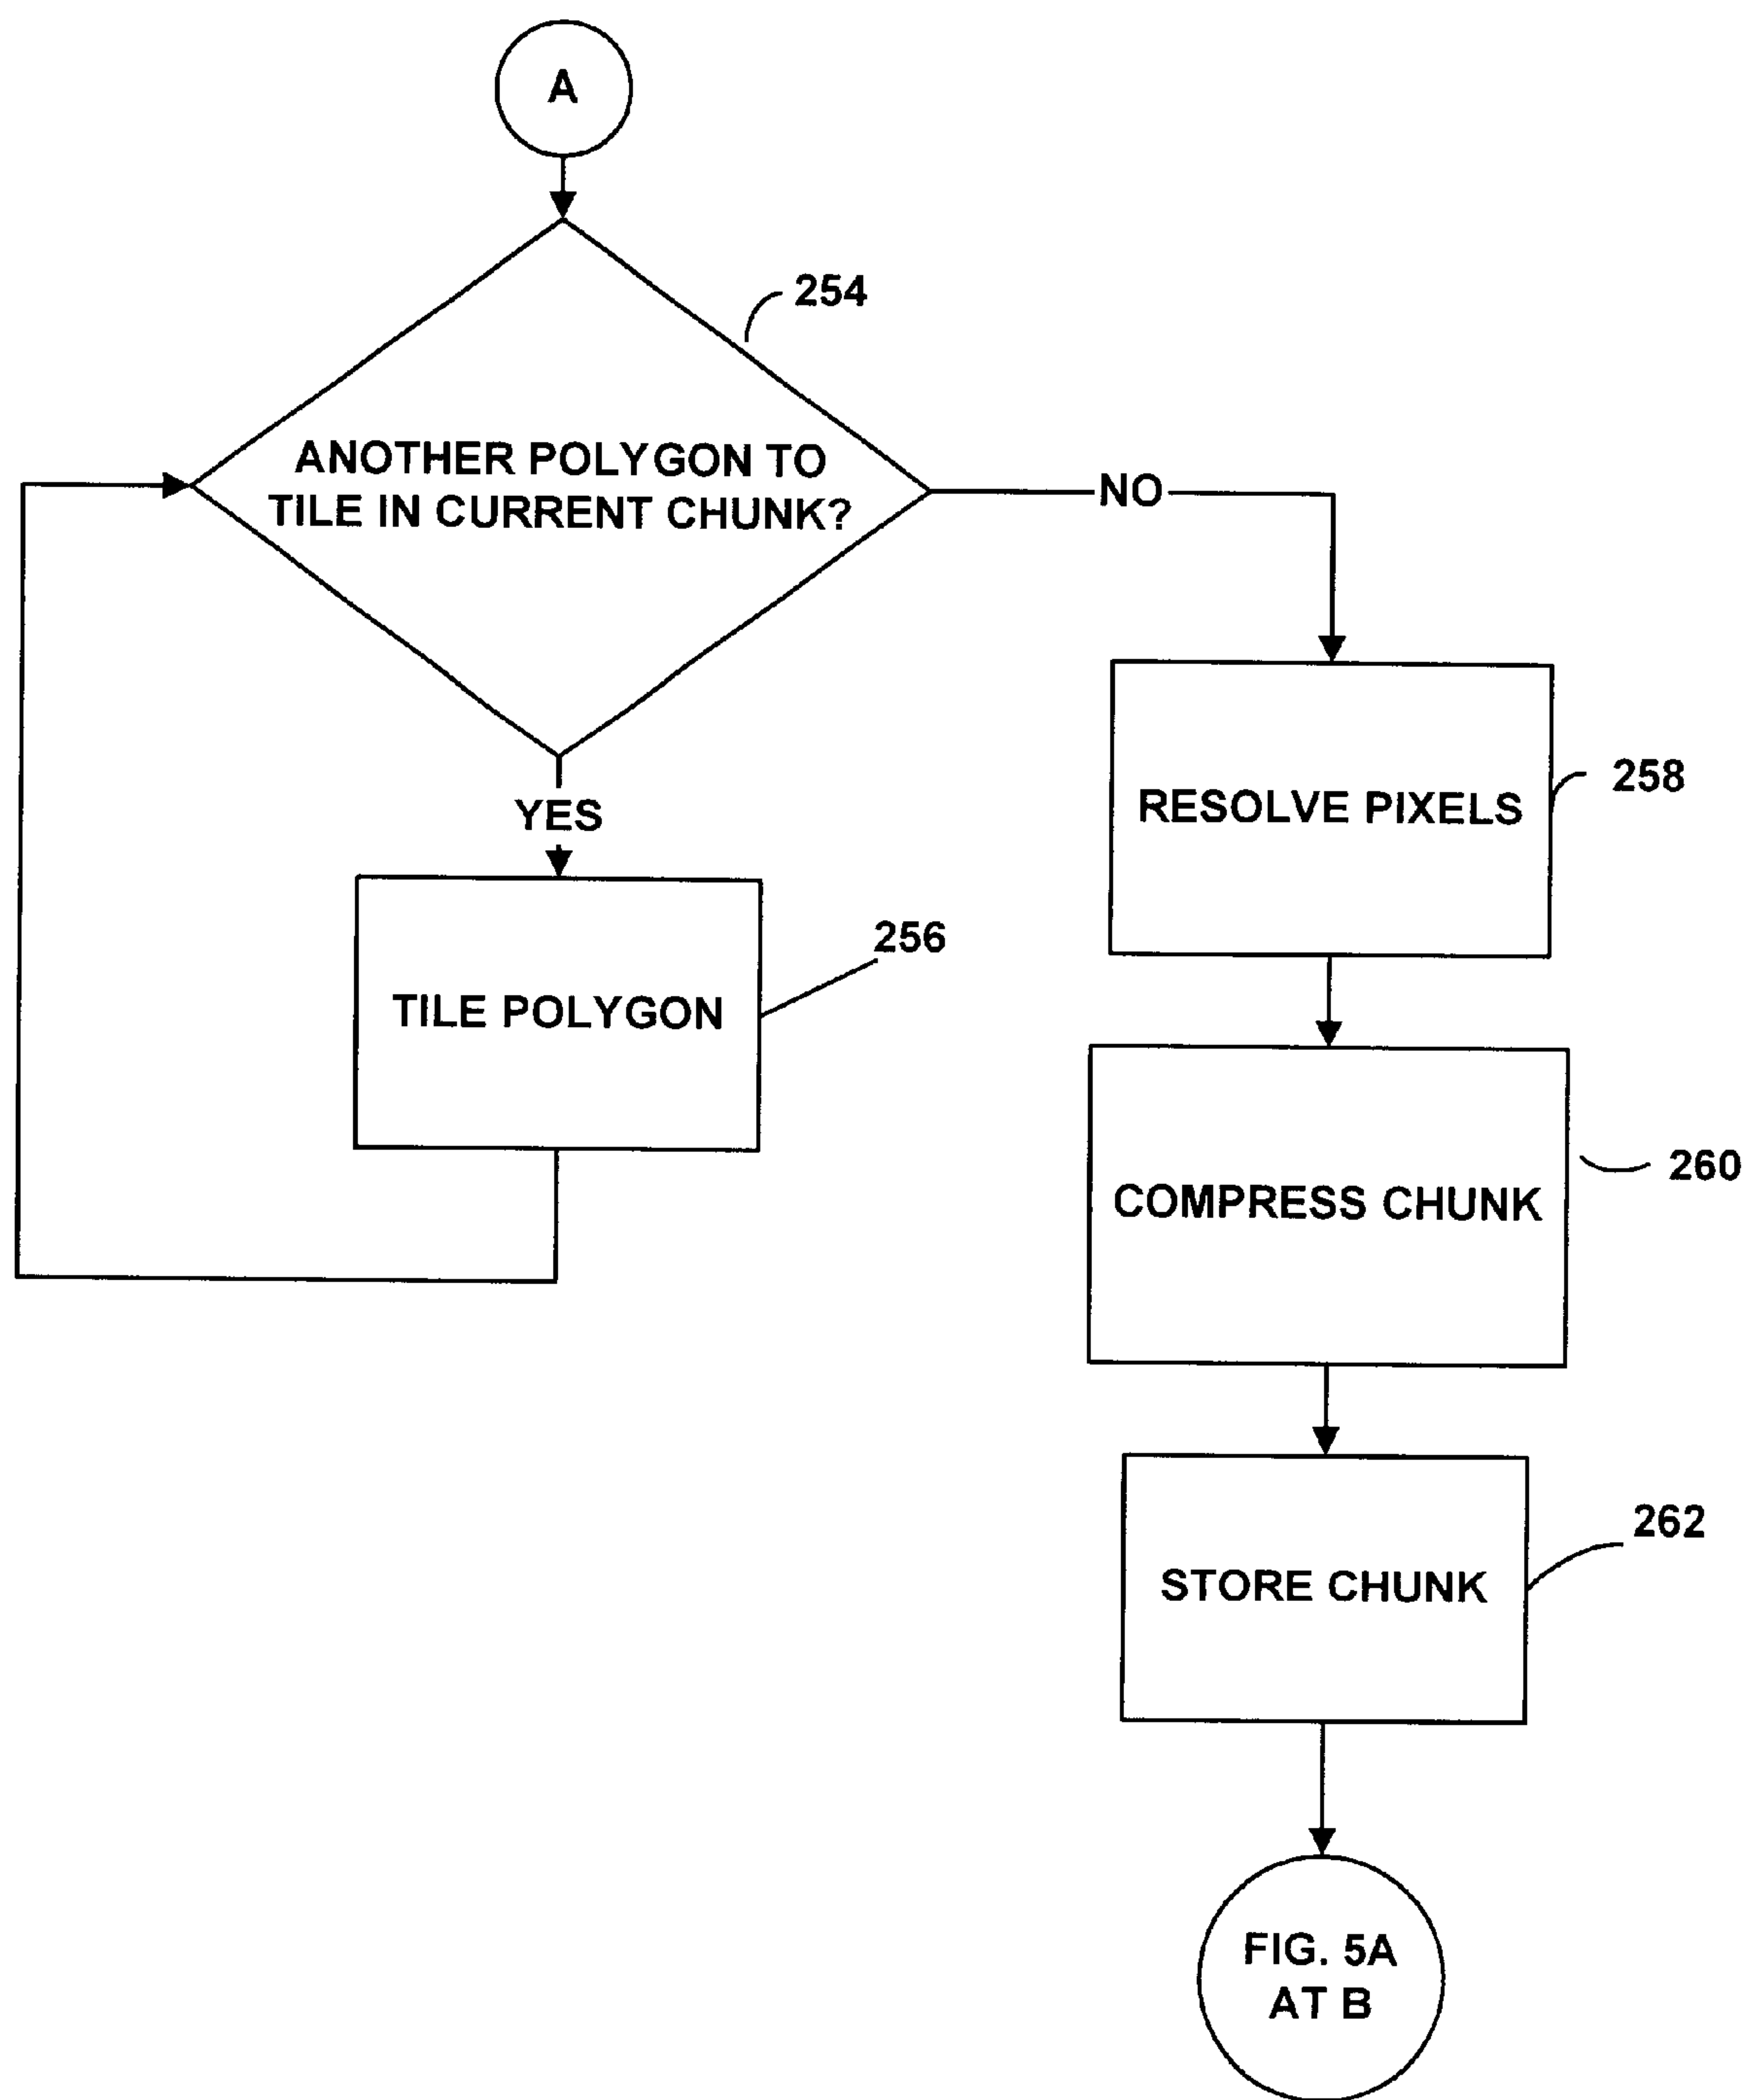 A
254
ANOTHER POLYGON TO
TILE IN CURRENT CHUNK?
NO
YES
TILE POLYGON
256
RESOLVE PIXELS
258
COMPRESS CHUNK
260
STORE CHUNK
262
FIG. 5A
AT B